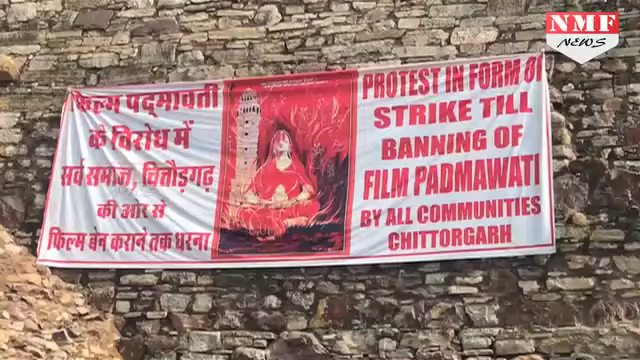 NMF
NEWS
फिल्म पद्मावती
के विरोध में
सर्व समाज, चित्तौड़गढ़
की ओर से
फिल्म बेन कराने तक धरना
PROTEST IN FORM OF
STRIKE TILL
BANNING OF
FILM PADMAWATI
BY ALL COMMUNITIES
CHITTORGARH